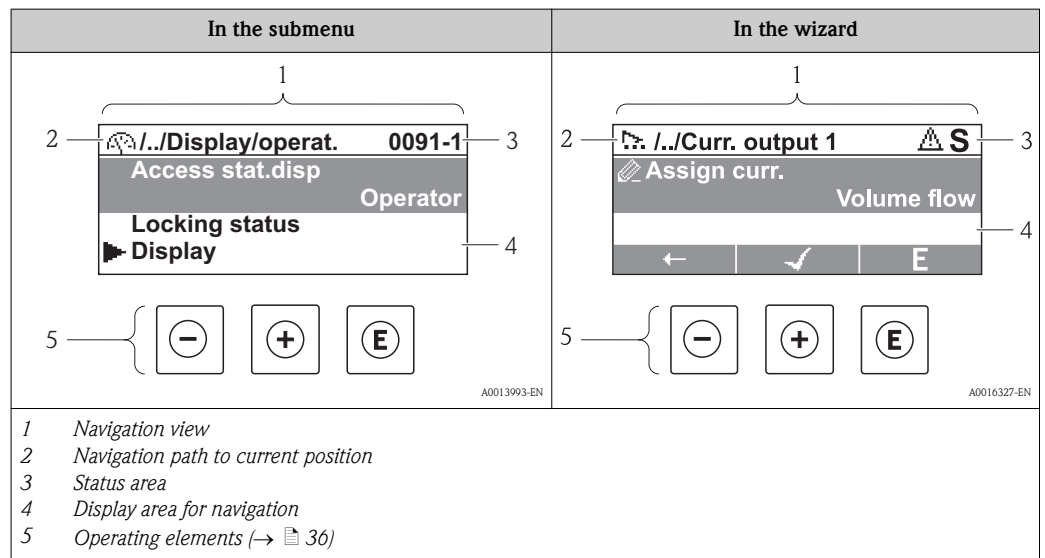 In the submenu
In the wizard
1
2
/../Display/operat. 0091-1
3
Access stat.disp
Operator
Locking status
Display
4
5
E
A0013993-EN
1
2
/../Curr. output 1 S
3
Assign curr.
Volume flow
4
← ✓ E
5
E
A0016327-EN
1 Navigation view
2 Navigation path to current position
3 Status area
4 Display area for navigation
5 Operating elements (→ 36)